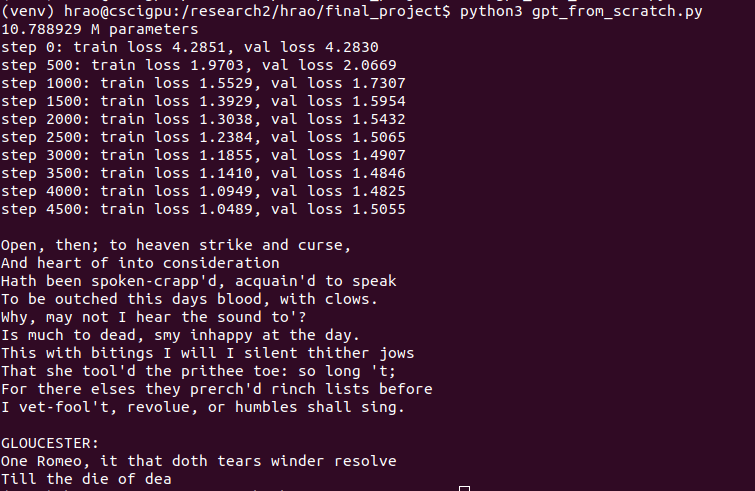 (venv) hrao@cscigpu:/research2/hrao/final_project$ python3 gpt_from_scratch.py
10.788929 M parameters
step 0: train loss 4.2851, val loss 4.2830
step 500: train loss 1.9703, val loss 2.0669
step 1000: train loss 1.5529, val loss 1.7307
step 1500: train loss 1.3929, val loss 1.5954
step 2000: train loss 1.3038, val loss 1.5432
step 2500: train loss 1.2384, val loss 1.5065
step 3000: train loss 1.1855, val loss 1.4907
step 3500: train loss 1.1410, val loss 1.4846
step 4000: train loss 1.0949, val loss 1.4825
step 4500: train loss 1.0489, val loss 1.5055
Open, then; to heaven strike and curse,
And heart of into consideration
Hath been spoken-crapp'd, acquain'd to speak
To be outched this days blood, with clows.
Why, may not I hear the sound to'?
Is much to dead, smy inhappy at the day.
This with bitings I will I silent thither jows
That she tool'd the prithee toe: so long 't;
For there elses they prerch'd rinch lists before
I vet-fool't, revolue, or humbles shall sing.
GLOUCESTER:
One Romeo, it that doth tears winder resolve
Till the die of dea